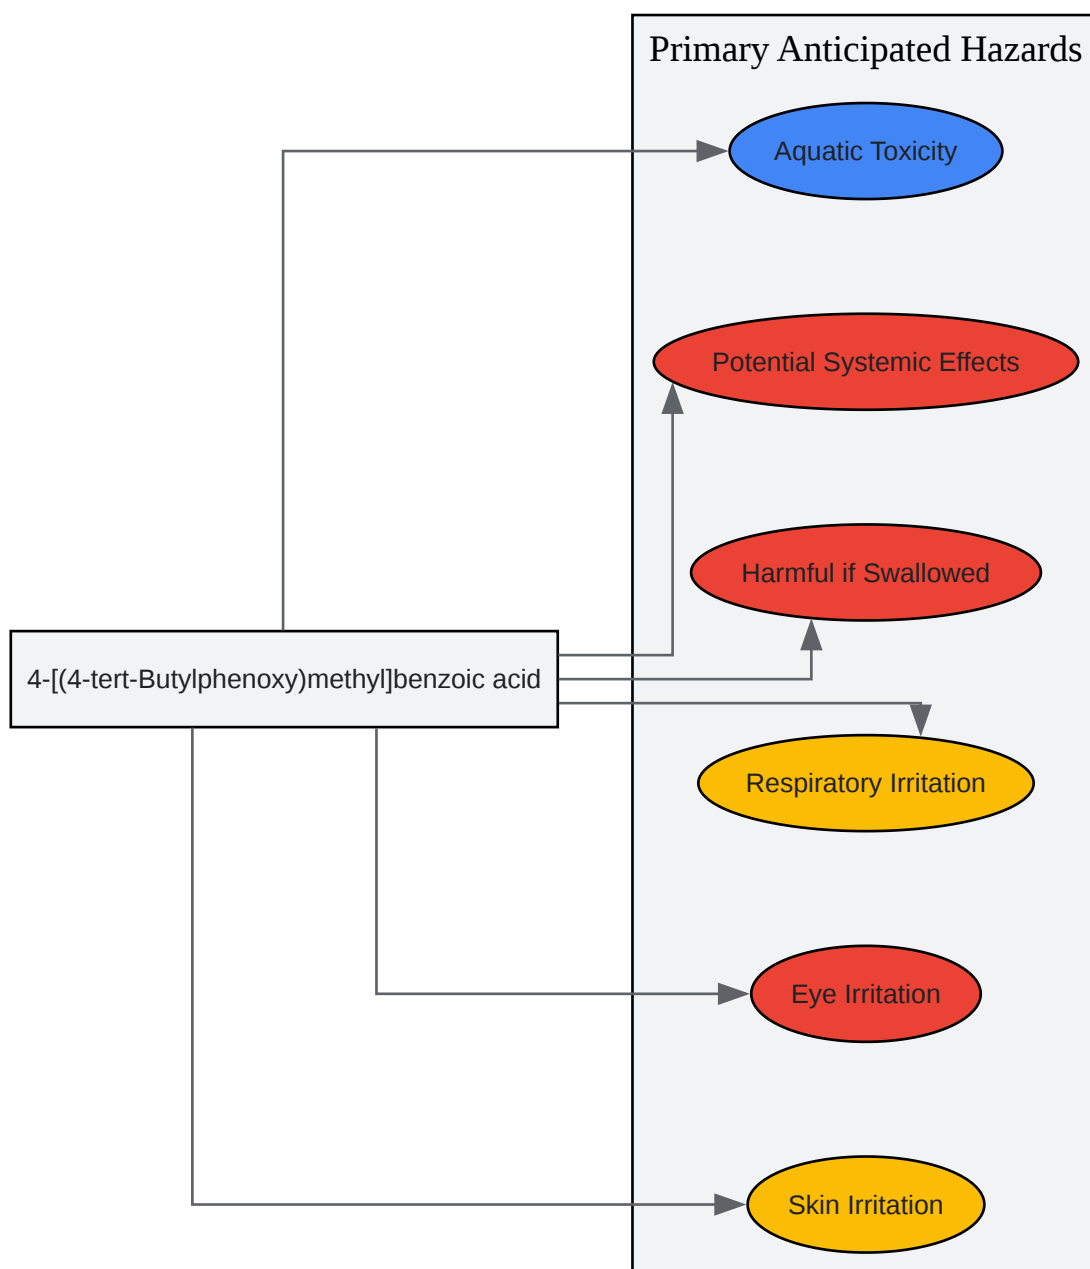 Primary Anticipated Hazards
Aquatic Toxicity
Potential Systemic Effects
Harmful if Swallowed
4-[(4-tert-Butylphenoxy)methyl]benzoic acid
Respiratory Irritation
Eye Irritation
Skin Irritation